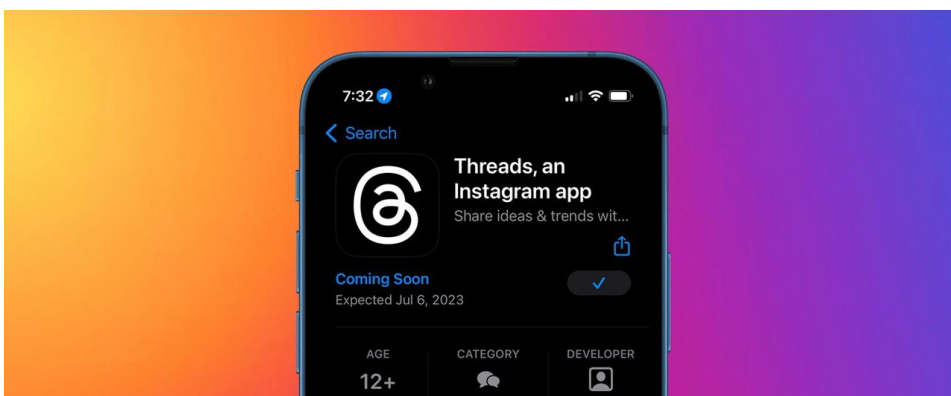 7:32
Search
Threads, an
Instagram app
Share ideas & trends wit...
Coming Soon
Expected Jul 6, 2023
AGE
CATEGORY
DEVELOPER
12+